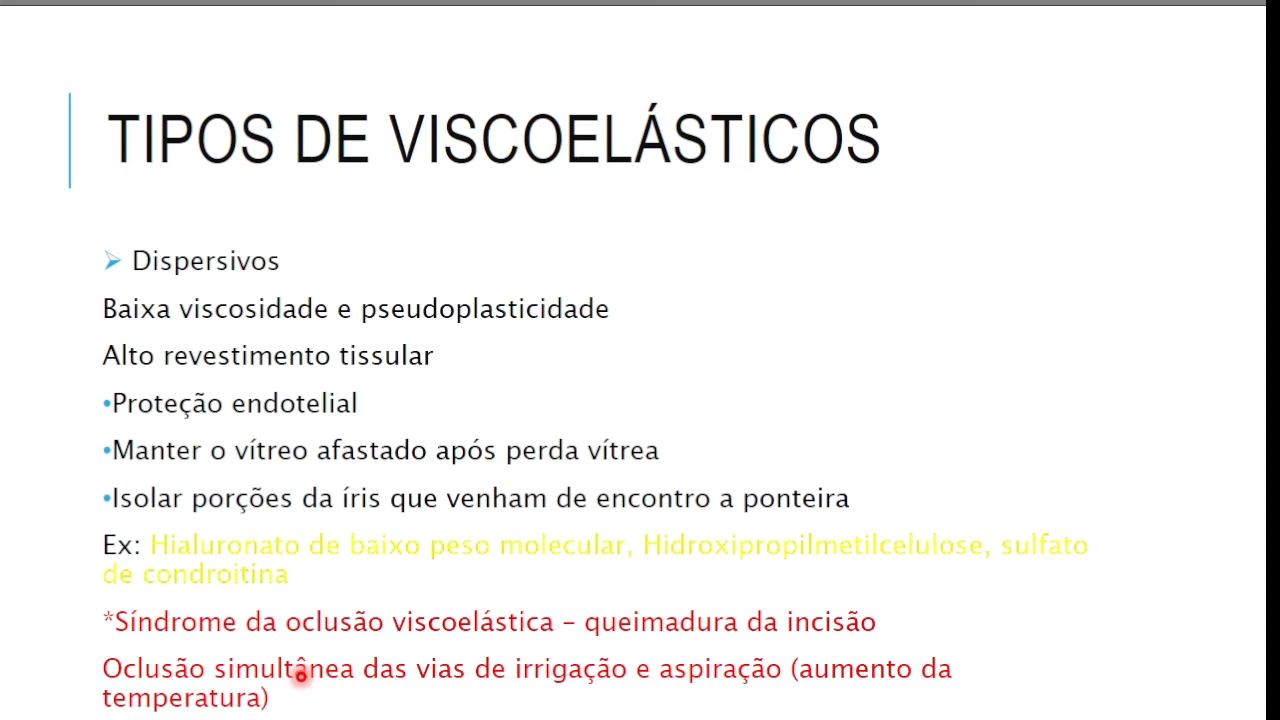 TIPOS DE VISCOELÁSTICOS
➢ Dispersivos
Baixa viscosidade e pseudoplasticidade
Alto revestimento tissular
•Proteção endotelial
•Manter o vítreo afastado após perda vítrea
•Isolar porções da íris que venham de encontro a ponteira
Ex: Hialuronato de baixo peso molecular, Hidroxipropilmetilcelulose, sulfato
de condroitina
*Síndrome da oclusão viscoelástica – queimadura da incisão
Oclusão simultânea das vias de irrigação e aspiração (aumento da
temperatura)